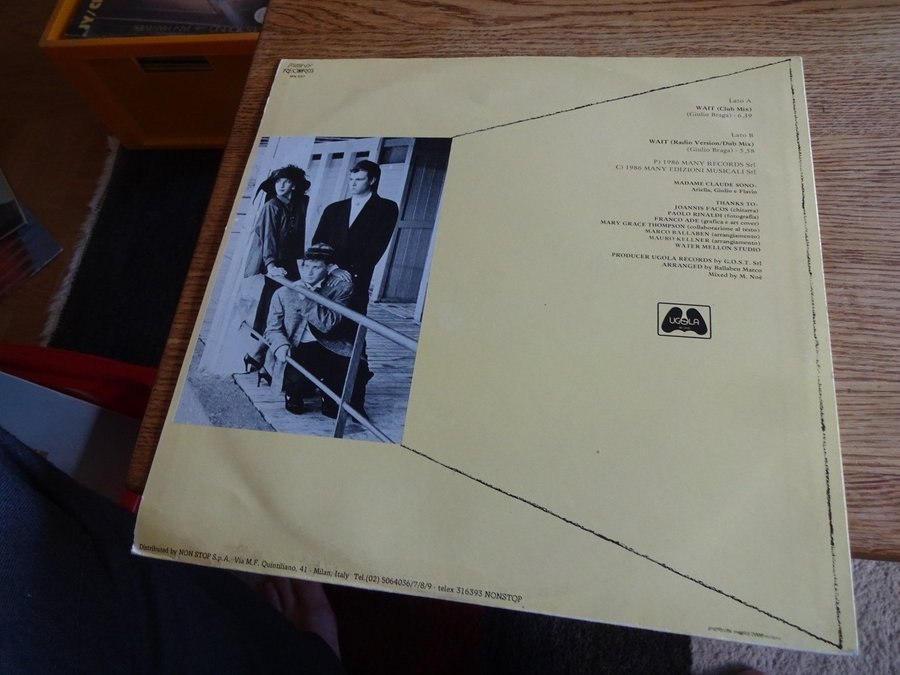 MANY
RECORDS
MN 557
Lato A
WAIT (Club Mix)
(Giulio Braga) - 6,39
Lato B
WAIT (Radio Version/Dub Mix)
(Giulio Braga) - 5,58
P) 1986 MANY RECORDS Srl
C) 1986 MANY EDIZIONI MUSICALI Srl
MADAME CLAUDE SONO:
Ariella, Giulio e Flavio
THANKS TO:
JOANNIS FACOS (chitarra)
PAOLO RINALDI (fotografia)
FRANCO ADE (grafica e art cover)
MARY GRACE THOMPSON (collaborazione al testo)
MARCO BALLABEN (arrangiamento)
MAURO KELLNER (arrangiamento)
WATER MELLON STUDIO
PRODUCER UGOLA RECORDS by G.O.S.T. Srl
ARRANGED by Ballaben Marco
Mixed by M. Noè
UGOLA
Distributed by NON STOP S.p.A. - Via M.F. Quintiliano, 41 - Milan, Italy Tel.(02) 5064036/7/8/9 - telex 316393 NONSTOP